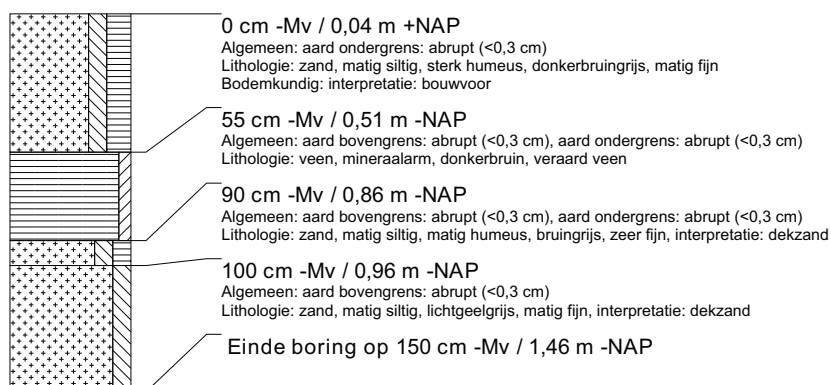 0 cm -Mv / 0,04 m +NAP
Algemeen: aard ondergrens: abrupt (<0,3 cm)
Lithologie: zand, matig siltig, sterk humeus, donkerbruingrijs, matig fijn
Bodemkundig: interpretatie: bouwvoor
55 cm -Mv / 0,51 m -NAP
Algemeen: aard bovengrens: abrupt (<0,3 cm), aard ondergrens: abrupt (<0,3 cm)
Lithologie: veen, mineraalarm, donkerbruin, veraard veen
90 cm -Mv / 0,86 m -NAP
Algemeen: aard bovengrens: abrupt (<0,3 cm), aard ondergrens: abrupt (<0,3 cm)
Lithologie: zand, matig siltig, matig humeus, bruingrijs, zeer fijn, interpretatie: dekzand
100 cm -Mv / 0,96 m -NAP
Algemeen: aard bovengrens: abrupt (<0,3 cm)
Lithologie: zand, matig siltig, lichtgeelgrijs, matig fijn, interpretatie: dekzand
Einde boring op 150 cm -Mv / 1,46 m -NAP